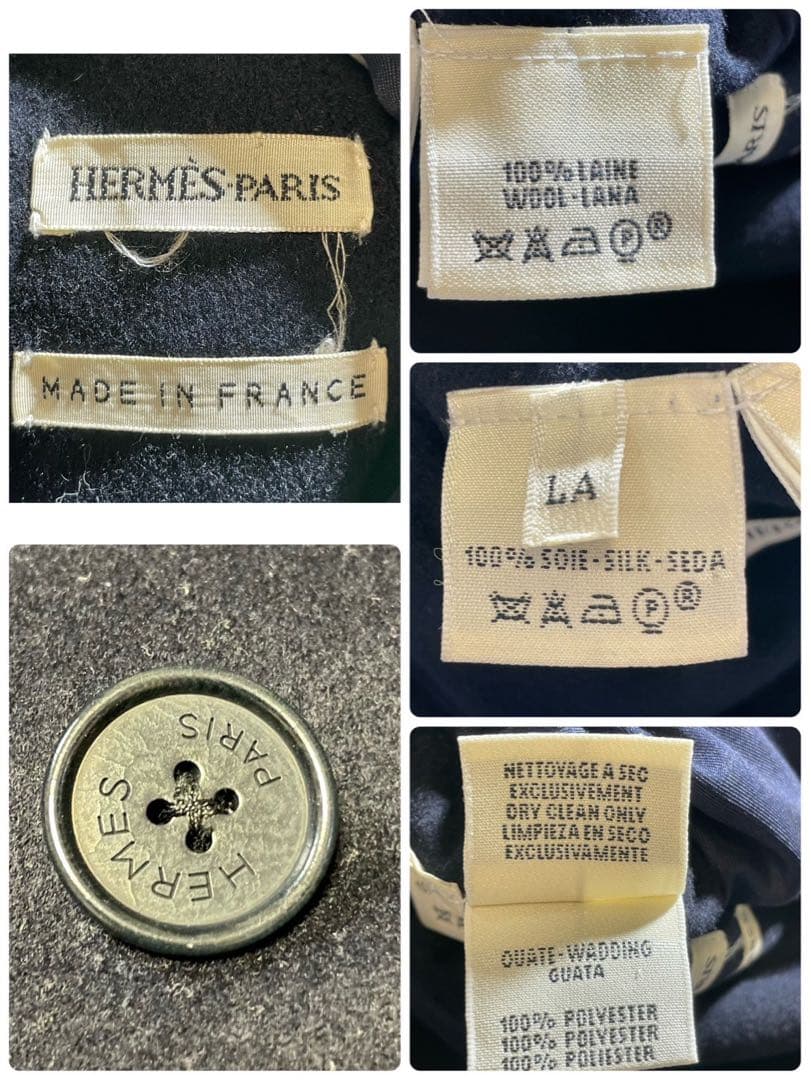 HERMÈS-PARIS
MADE IN FRANCE
HERMES
PARIS
100% LAINE
WOOL-LANA
P ®
RIS
LA
100% SOIE-SILK-SEDA
P ®
NETTOYAGE A SEC
EXCLUSIVEMENT
DRY CLEAN ONLY
LIMPIEZA EN SECO
EXCLUSIVAMENTE
OUATE-WADDING
GUATA
100% POLYESTER
100% POLYESTER
100% POLIESTER